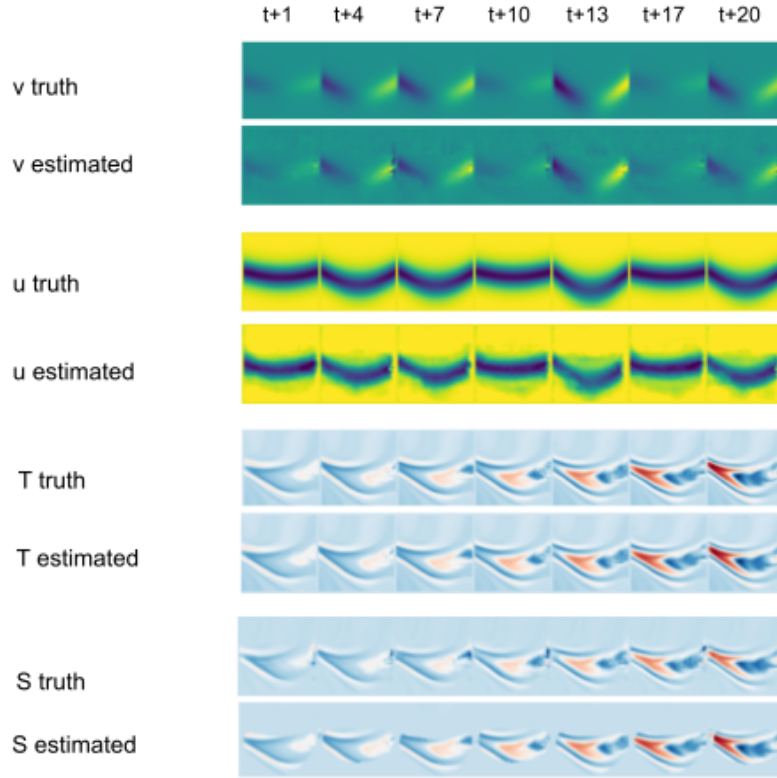 t+1 t+4 t+7 t+10 t+13 t+17 t+20
v truth
v estimated
u truth
u estimated
T truth
T estimated
S truth
S estimated